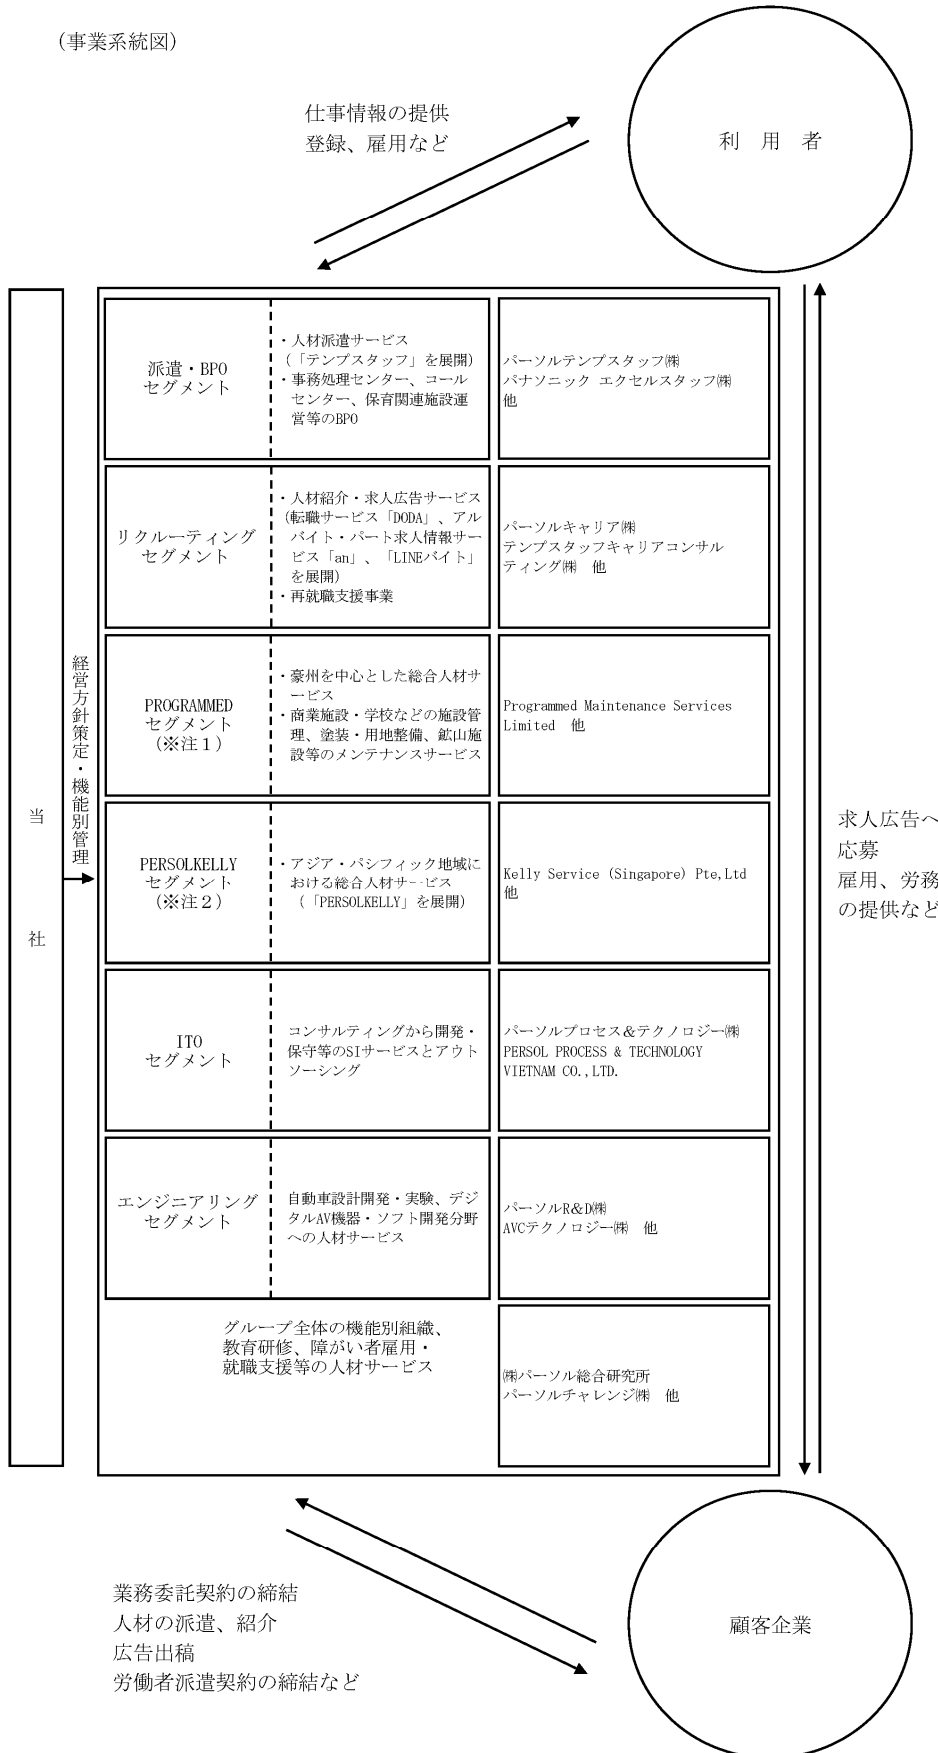 (事業系統図)
仕事情報の提供
登録、雇用など
利　用　者
派遣・BPO
セグメント
・人材派遣サービス
（「テンプスタッフ」を展開）
・事務処理センター、コール
センター、保育関連施設運
営等のBPO
パーソルテンプスタッフ㈱
パナソニック エクセルスタッフ㈱
他
リクルーティング
セグメント
・人材紹介・求人広告サービス
（転職サービス「DODA」、アル
バイト・パート求人情報サー
ビス「an」、「LINEバイト」
を展開）
・再就職支援事業
パーソルキャリア㈱
テンプスタッフキャリアコンサル
ティング㈱　他
PROGRAMMED
セグメント
（※注１）
・豪州を中心とした総合人材サ
ービス
・商業施設・学校などの施設管
理、塗装・用地整備、鉱山施
設等のメンテナンスサービス
Programmed Maintenance Services
Limited　他
経営方針策定・機能別管理
当社
PERSOLKELLY
セグメント
（※注２）
・アジア・パシフィック地域に
おける総合人材サービス
（「PERSOLKELLY」を展開）
Kelly Service (Singapore) Pte,Ltd
他
求人広告へ
応募
雇用、労務
の提供など
ITO
セグメント
コンサルティングから開発・
保守等のSIサービスとアウト
ソーシング
パーソルプロセス＆テクノロジー㈱
PERSOL PROCESS & TECHNOLOGY
VIETNAM CO.,LTD.
エンジニアリング
セグメント
自動車設計開発・実験、デジ
タルAV機器・ソフト開発分野
への人材サービス
パーソルR＆D㈱
AVCテクノロジー㈱　他
グループ全体の機能別組織、
教育研修、障がい者雇用・
就職支援等の人材サービス
㈱パーソル総合研究所
パーソルチャレンジ㈱　他
業務委託契約の締結
人材の派遣、紹介
広告出稿
労働者派遣契約の締結など
顧客企業